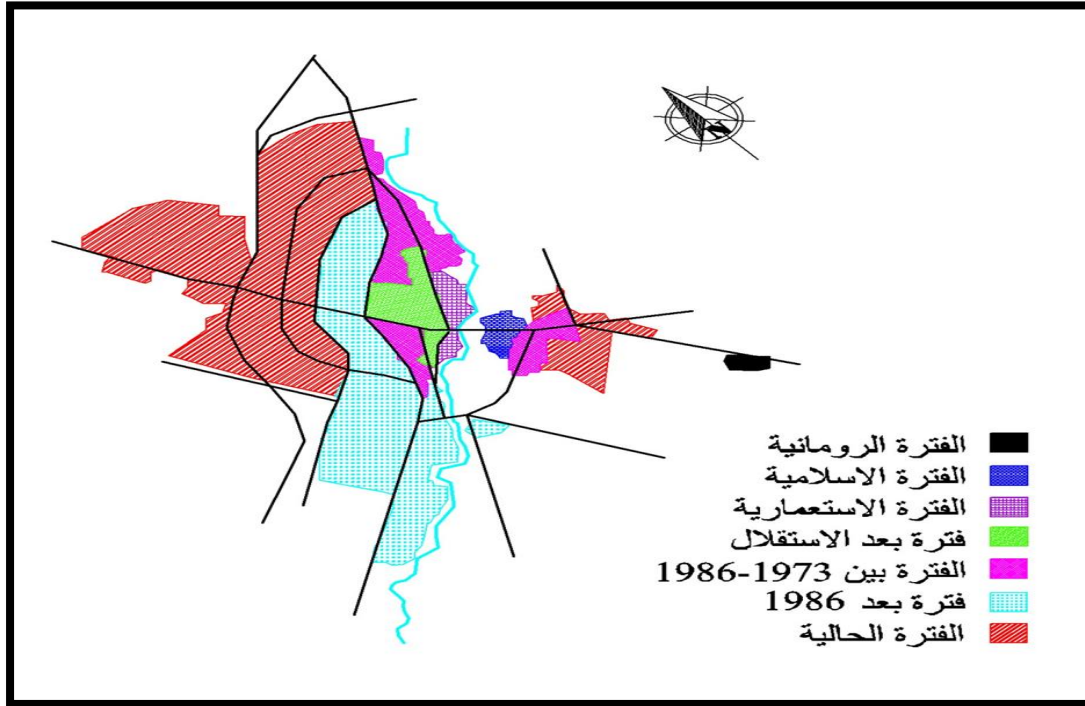 الفترة الرومانية
الفترة الاسلامية
الفترة الاستعمارية
فترة بعد الاستقلال
الفترة بين 1973-1986
فترة بعد 1986
الفترة الحالية